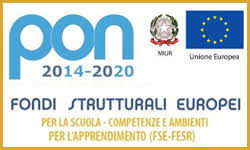 pon
2014-2020
MIUR
Unione Europea
FONDI STRUTTURALI EUROPEI
PER LA SCUOLA - COMPETENZE E AMBIENTI
PER L'APPRENDIMENTO (FSE-FESR)